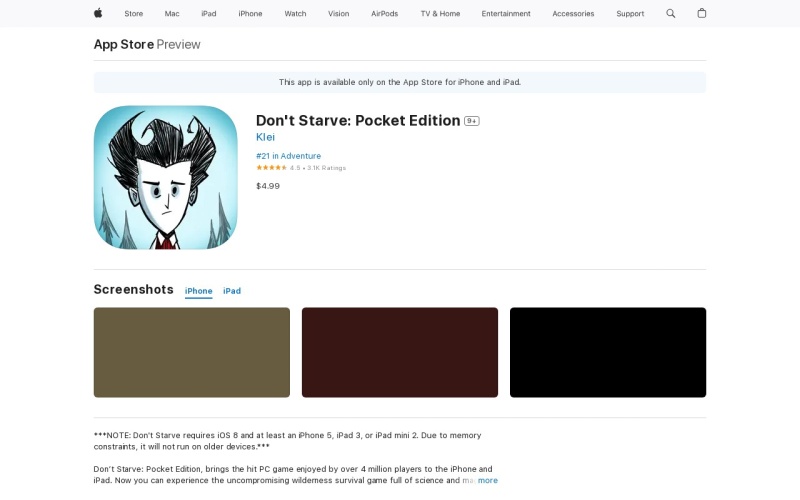 Store Mac iPad iPhone Watch Vision AirPods TV & Home Entertainment Accessories Support
App Store Preview
This app is available only on the App Store for iPhone and iPad.
Don't Starve: Pocket Edition 9+
Klei
#21 in Adventure
4.5 • 3.1K Ratings
$4.99
Screenshots iPhone iPad
***NOTE: Don't Starve requires iOS 8 and at least an iPhone 5, iPad 3, or iPad mini 2. Due to memory
constraints, it will not run on older devices.***
Don't Starve: Pocket Edition, brings the hit PC game enjoyed by over 4 million players to the iPhone and
iPad. Now you can experience the uncompromising wilderness survival game full of science and more